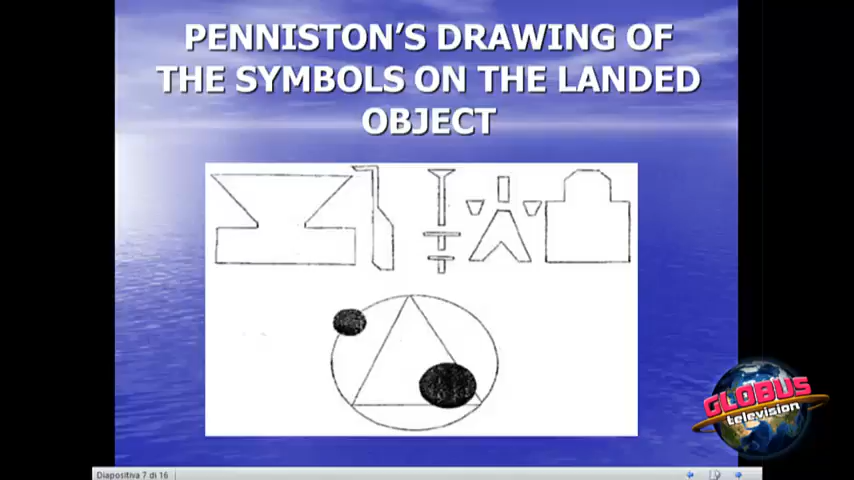 PENNISTON'S DRAWING OF
THE SYMBOLS ON THE LANDED
OBJECT
GLOBUS
television
Diapositiva 7 di 16